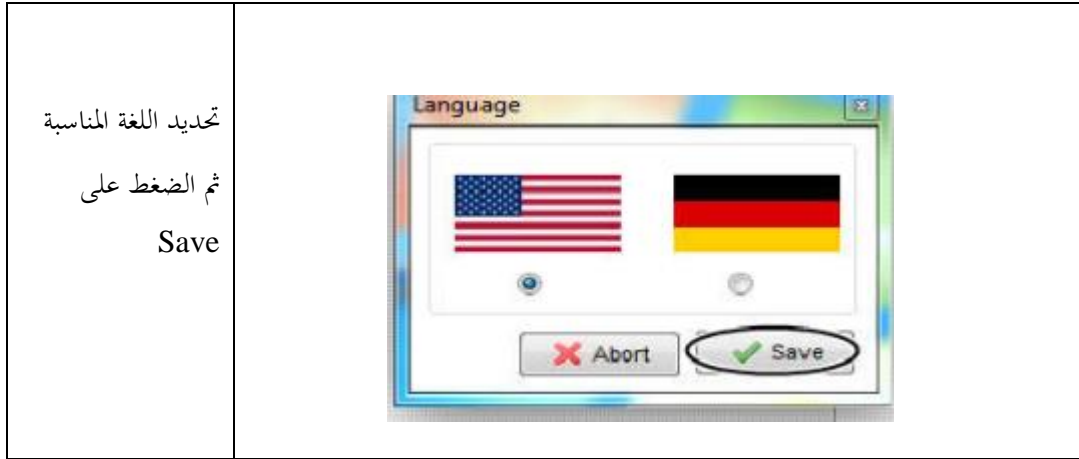 تحديد اللغة المناسبة
ثم الضغط على
Save
Language
Abort
Save